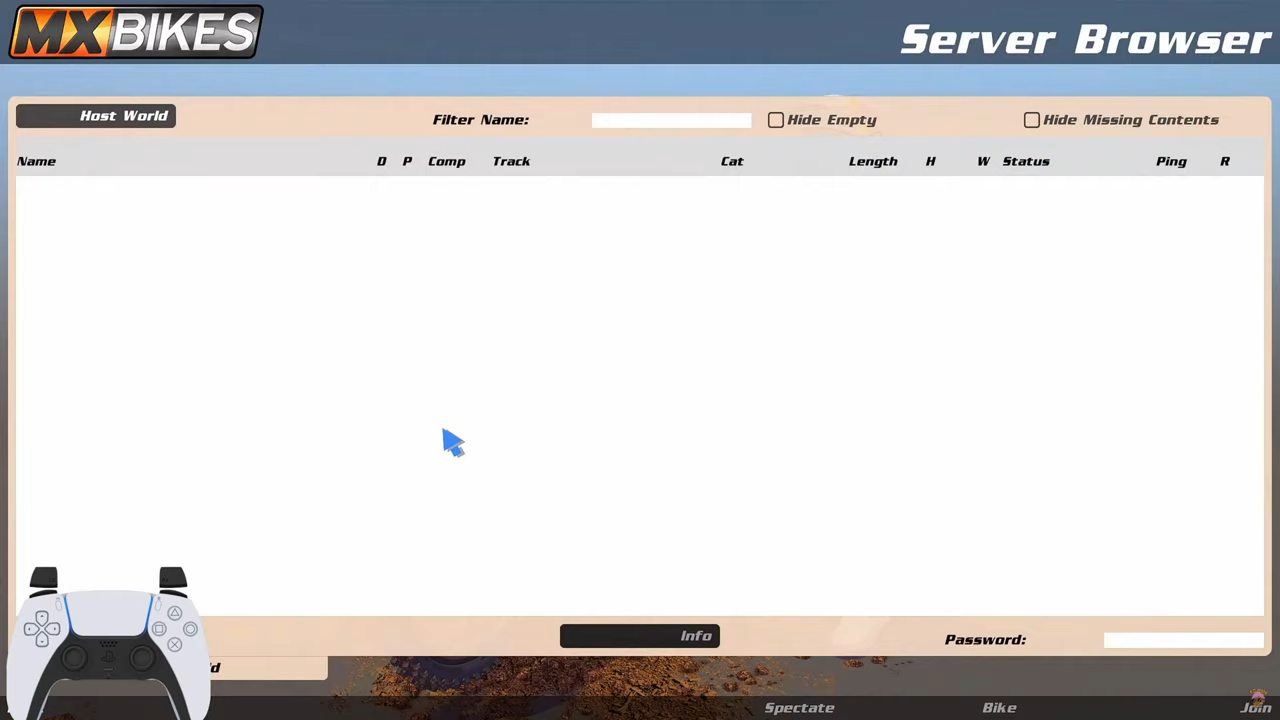 MXBIKES
Server Browser
Host World
Filter Name:
Hide Empty
Hide Missing Contents
Name D P Comp Track Cat Length H W Status Ping R
Info
Password:
Spectate
Bike
Join